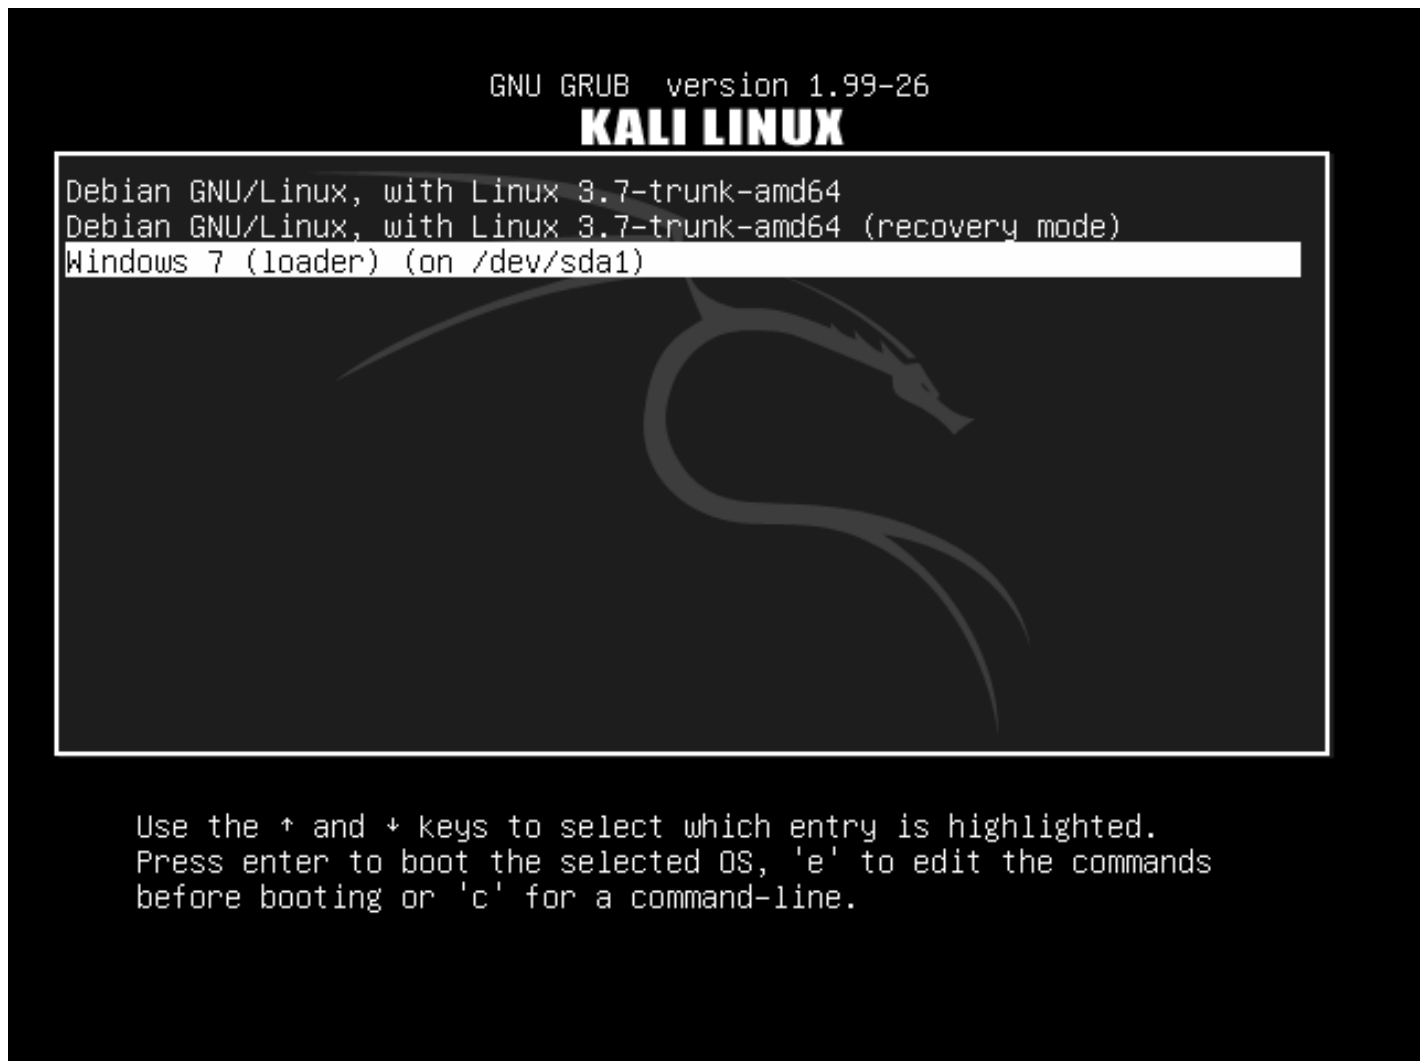 GNU GRUB  version 1.99-26
KALI LINUX
Debian GNU/Linux, with Linux 3.7-trunk-amd64
Debian GNU/Linux, with Linux 3.7-trunk-amd64 (recovery mode)
Windows 7 (loader) (on /dev/sda1)
Use the ↑ and ↓ keys to select which entry is highlighted.
Press enter to boot the selected OS, 'e' to edit the commands
before booting or 'c' for a command-line.